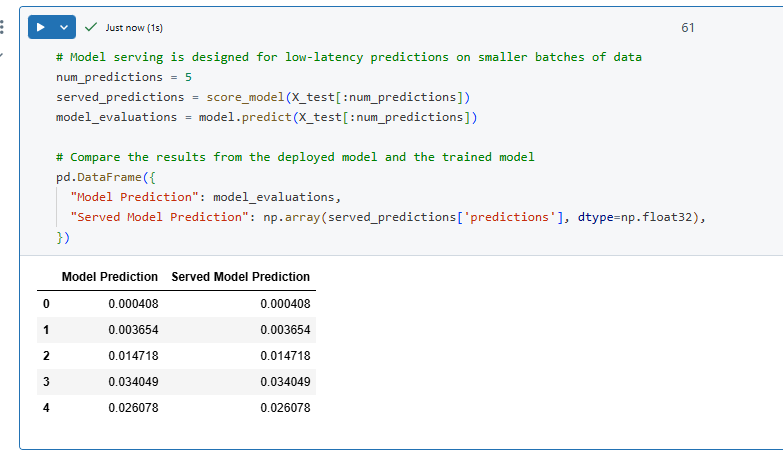 Just now (1s)
61
# Model serving is designed for low-latency predictions on smaller batches of data
num_predictions = 5
served_predictions = score_model(X_test[:num_predictions])
model_evaluations = model.predict(X_test[:num_predictions])
# Compare the results from the deployed model and the trained model
pd.DataFrame({
"Model Prediction": model_evaluations,
"Served Model Prediction": np.array(served_predictions['predictions'], dtype=np.float32),
})
Model Prediction Served Model Prediction
0 0.000408 0.000408
1 0.003654 0.003654
2 0.014718 0.014718
3 0.034049 0.034049
4 0.026078 0.026078